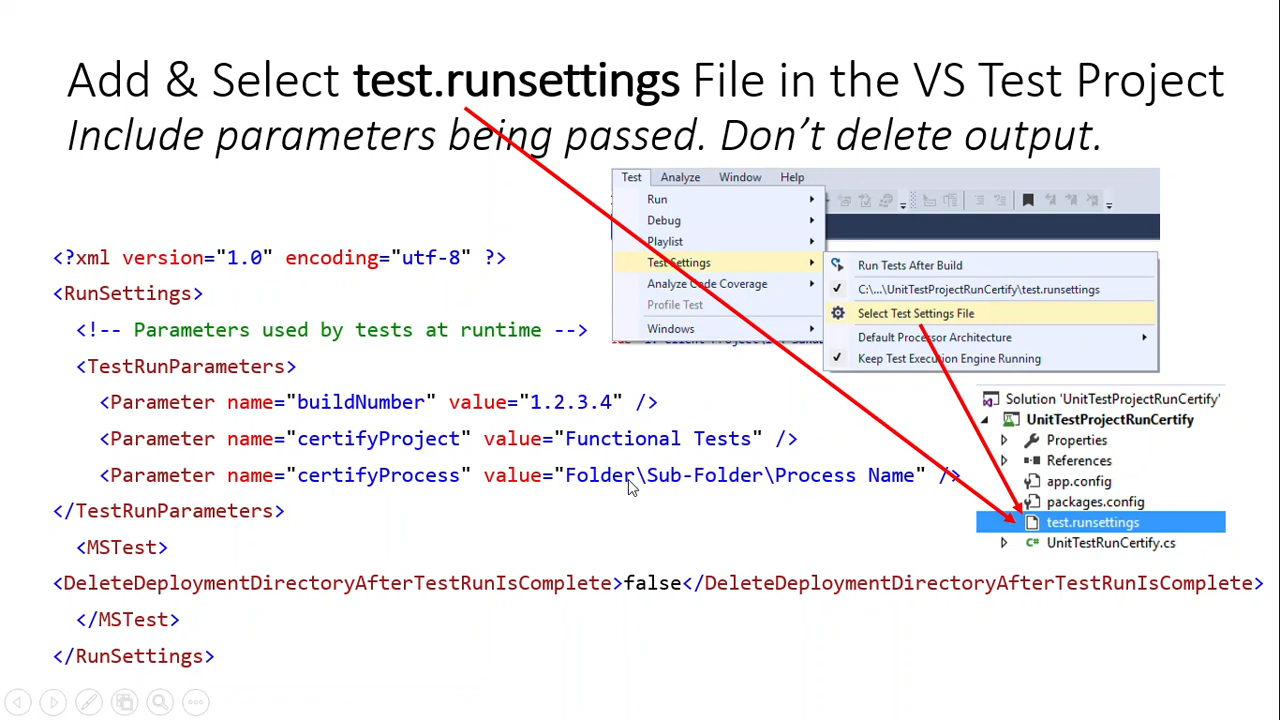 Add & Select test.runsettings File in the VS Test Project
Include parameters being passed. Don't delete output.
Test Analyze Window Help
Run
Debug
Playlist
Test Settings
Analyze Code Coverage
Profile Test
Windows
Run Tests After Build
C:\...\UnitTestProjectRunCertify\test.runsettings
Select Test Settings File
Default Processor Architecture
Keep Test Execution Engine Running
<?xml version="1.0" encoding="utf-8" ?>
<RunSettings>
<!-- Parameters used by tests at runtime -->
<TestRunParameters>
<Parameter name="buildNumber" value="1.2.3.4" />
<Parameter name="certifyProject" value="Functional Tests" />
<Parameter name="certifyProcess" value="Folder\Sub-Folder\Process Name" />
</TestRunParameters>
<MSTest>
<DeleteDeploymentDirectoryAfterTestRunIsComplete>false</DeleteDeploymentDirectoryAfterTestRunIsComplete>
</MSTest>
</RunSettings>
Solution 'UnitTestProjectRunCertify'
UnitTestProjectRunCertify
Properties
References
app.config
packages.config
test.runsettings
C# UnitTestRunCertify.cs